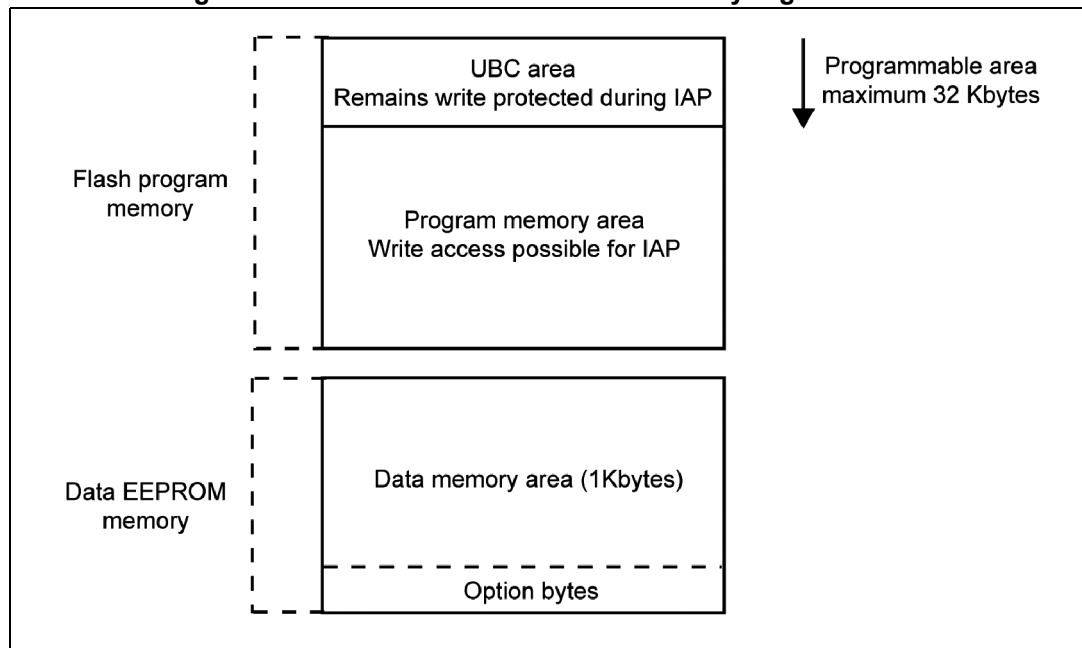 UBC area
Remains write protected during IAP
Programmable area
maximum 32 Kbytes
Flash program
memory
Program memory area
Write access possible for IAP
Data EEPROM
memory
Data memory area (1Kbytes)
Option bytes